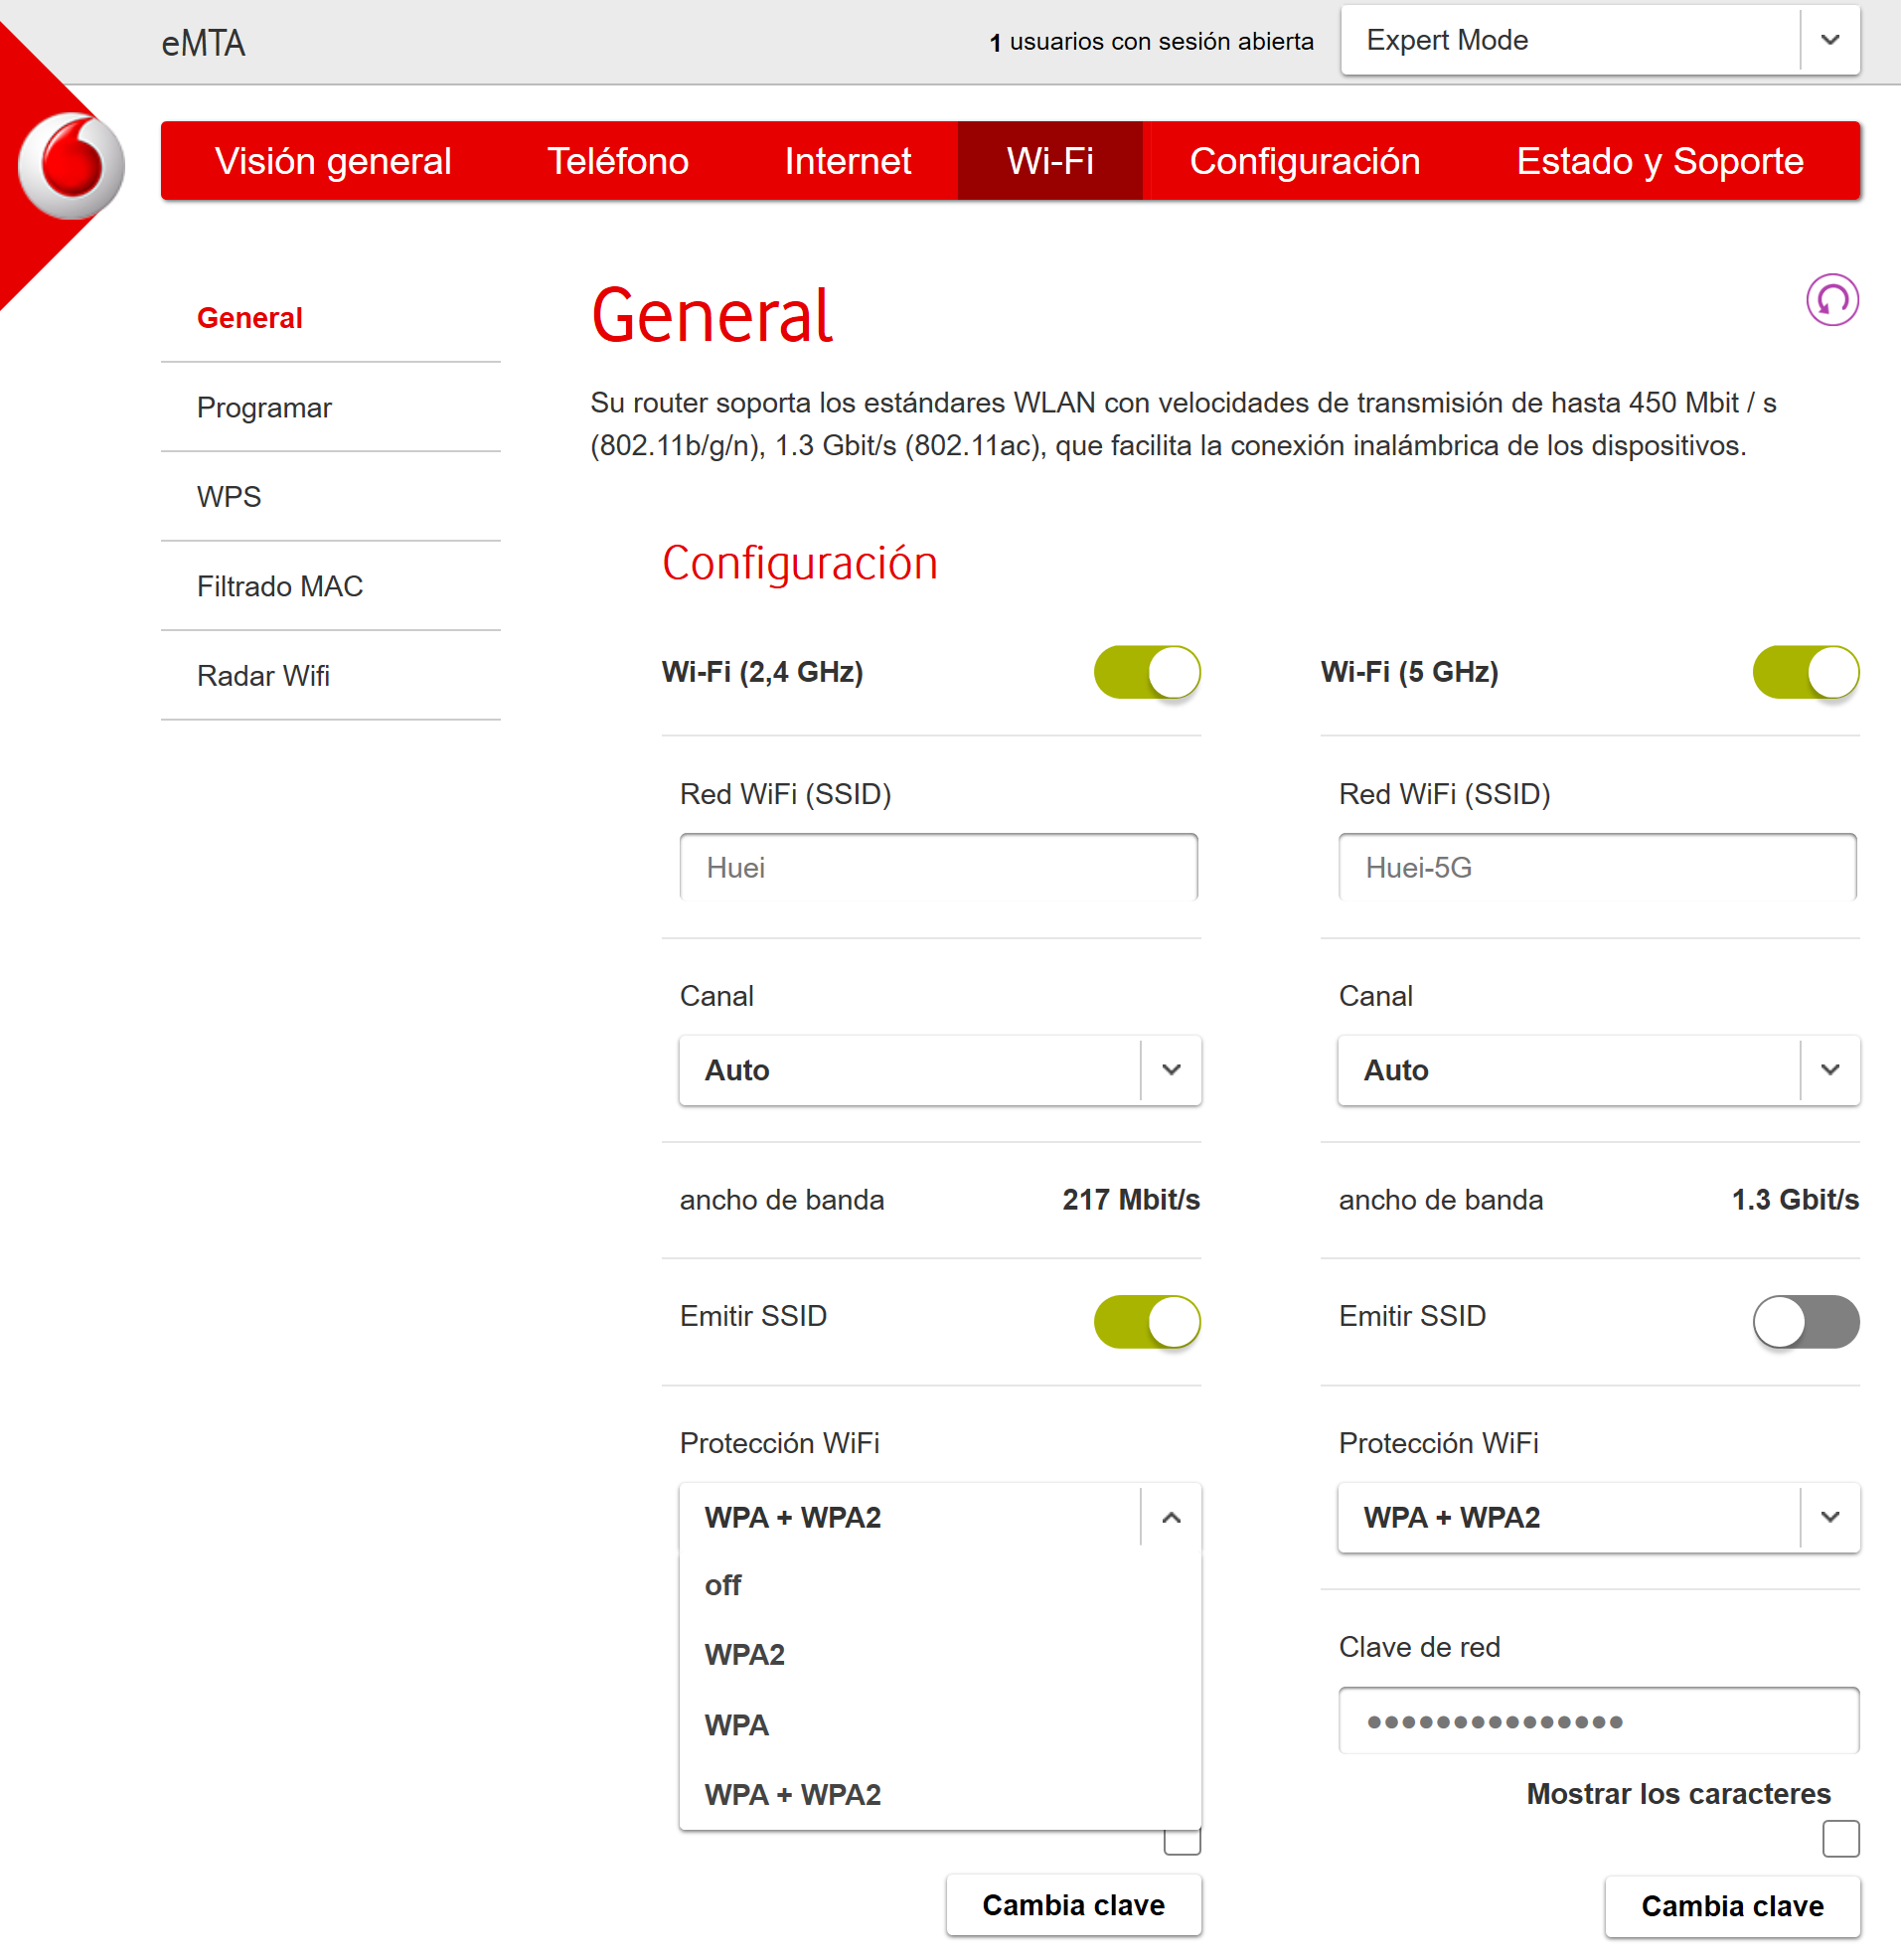 eMTA
1 usuarios con sesión abierta
Expert Mode
Visión general
Teléfono
Internet
Wi-Fi
Configuración
Estado y Soporte
General
Programar
WPS
Filtrado MAC
Radar Wifi
General
Su router soporta los estándares WLAN con velocidades de transmisión de hasta 450 Mbit / s
(802.11b/g/n), 1.3 Gbit/s (802.11ac), que facilita la conexión inalámbrica de los dispositivos.
Configuración
Wi-Fi (2,4 GHz)
Red WiFi (SSID)
Huei
Canal
Auto
ancho de banda 217 Mbit/s
Emitir SSID
Protección WiFi
WPA + WPA2
off
WPA2
WPA
WPA + WPA2
Cambia clave
Wi-Fi (5 GHz)
Red WiFi (SSID)
Huei-5G
Canal
Auto
ancho de banda 1.3 Gbit/s
Emitir SSID
Protección WiFi
WPA + WPA2
Clave de red
•••••••••••••••
Mostrar los caracteres
Cambia clave